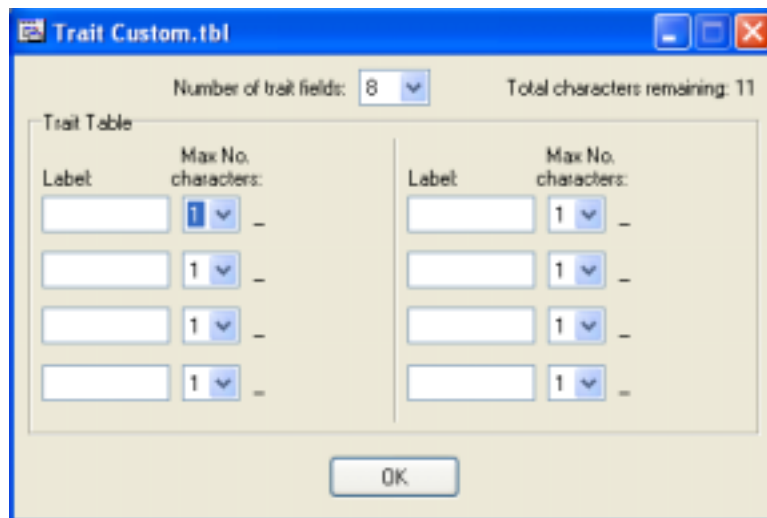 Trait Custom.tbl
Number of trait fields: 8 Total characters remaining: 11
Trait Table
Label: Max No. characters: Label: Max No. characters:
1 _ 1 _
1 _ 1 _
1 _ 1 _
1 _ 1 _
OK